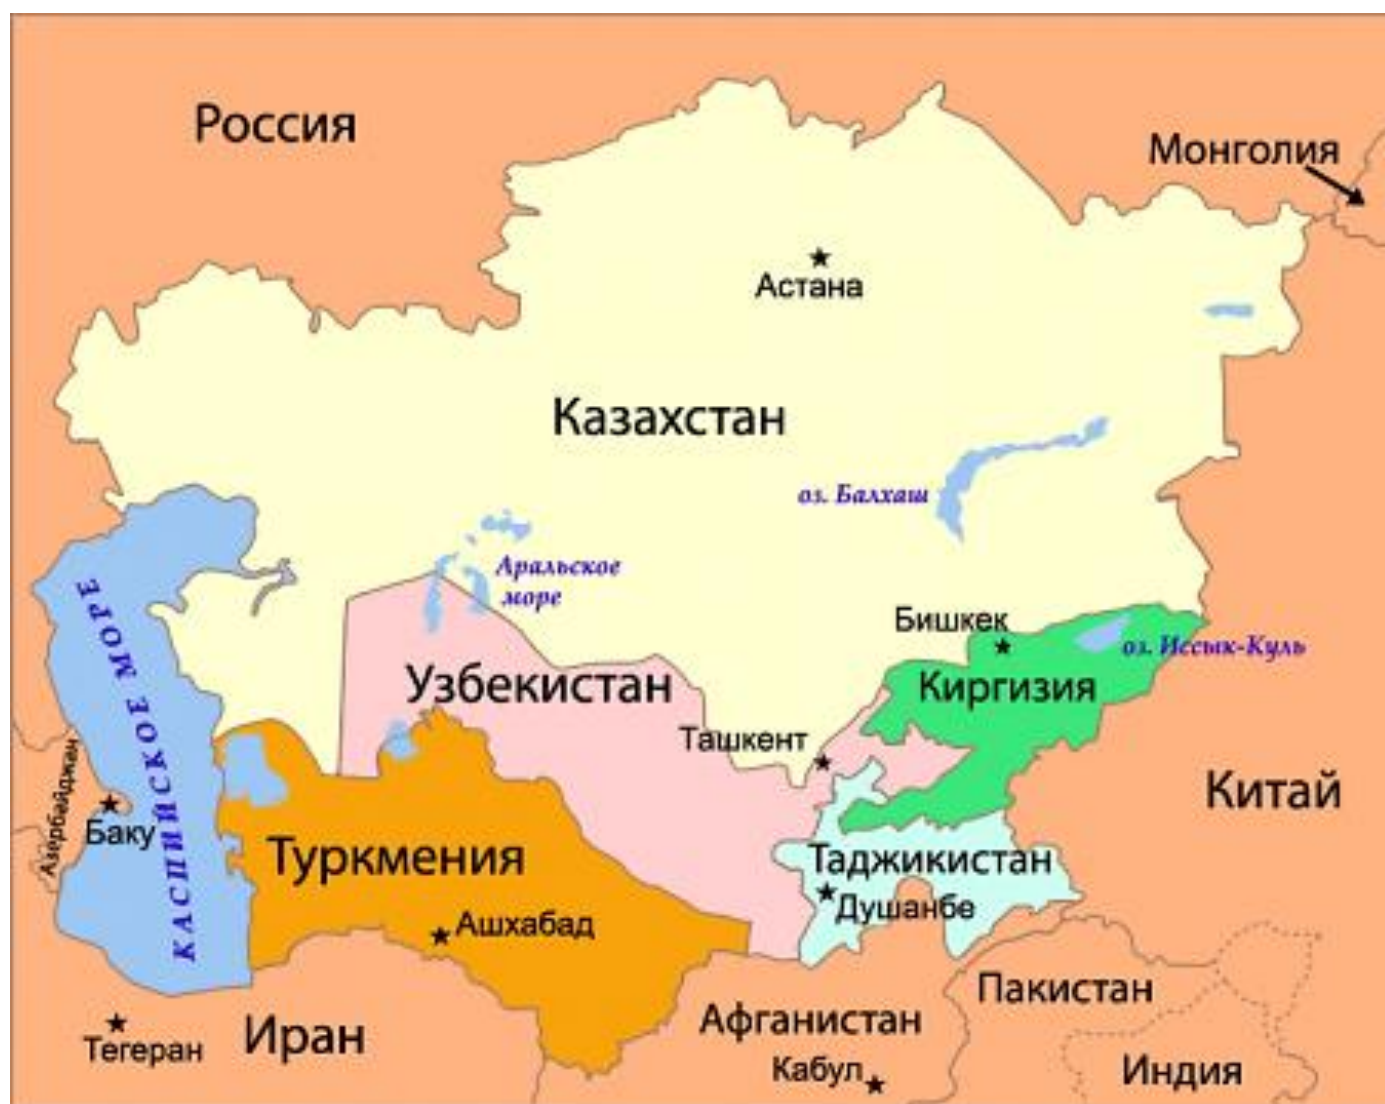 Россия
Монголия
Астана
Казахстан
оз. Балхаш
Аральское
море
КАСПИЙСКОЕ МОРЕ
Бишкек
оз. Иссык-Куль
Узбекистан
Киргизия
Ташкент
Китай
Азербайджан
Баку
Туркмения
Таджикистан
Душанбе
Ашхабад
Пакистан
Афганистан
Тегеран
Иран
Кабул
Индия